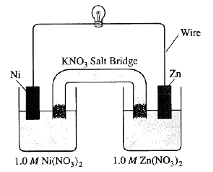 Wire
KNO₃ Salt Bridge
Ni
Zn
1.0 M Ni(NO₃)₂
1.0 M Zn(NO₃)₂